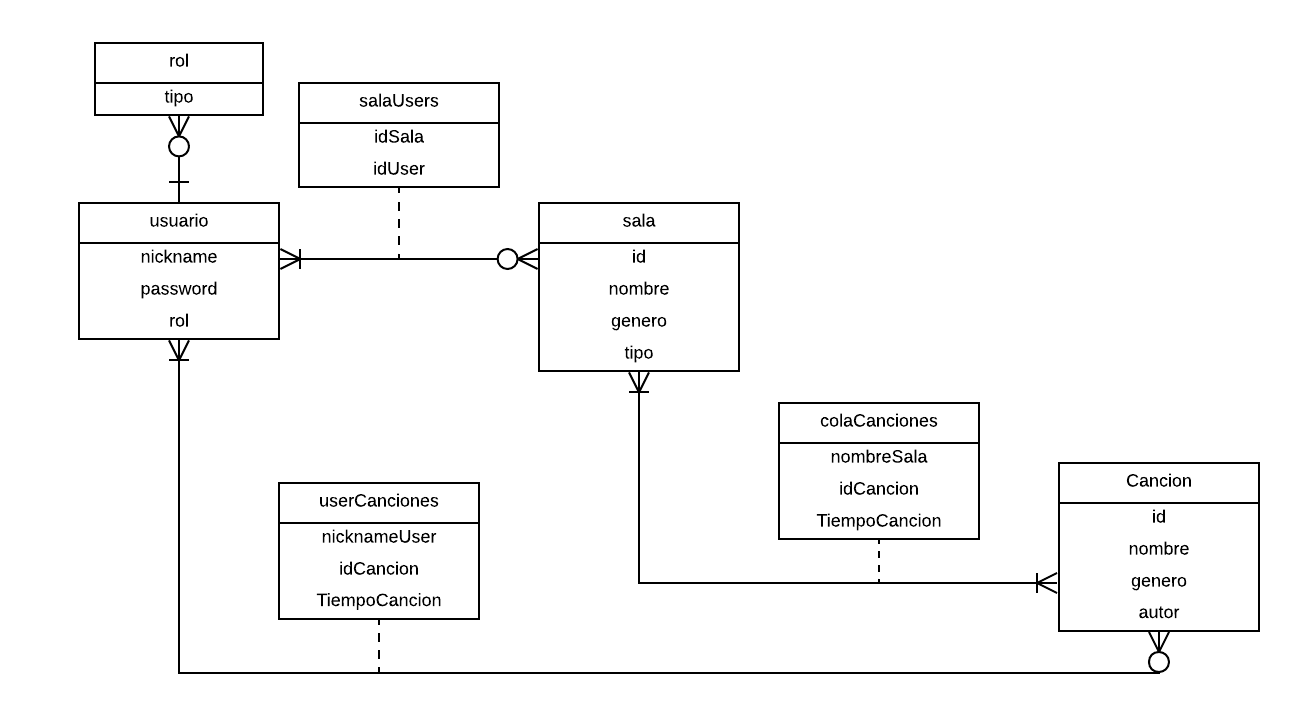 rol
tipo
salaUsers
idSala
idUser
usuario
nickname
password
rol
sala
id
nombre
genero
tipo
colaCanciones
nombreSala
idCancion
TiempoCancion
Cancion
id
nombre
genero
autor
userCanciones
nicknameUser
idCancion
TiempoCancion